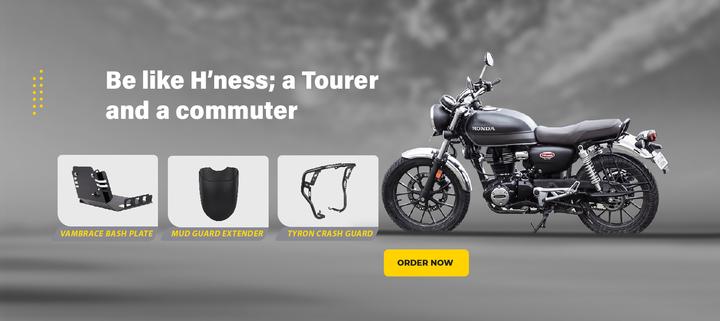 Be like H'ness; a Tourer
and a commuter
HONDA
VAMBRACE BASH PLATE
MUD GUARD EXTENDER
TYRON CRASH GUARD
ORDER NOW